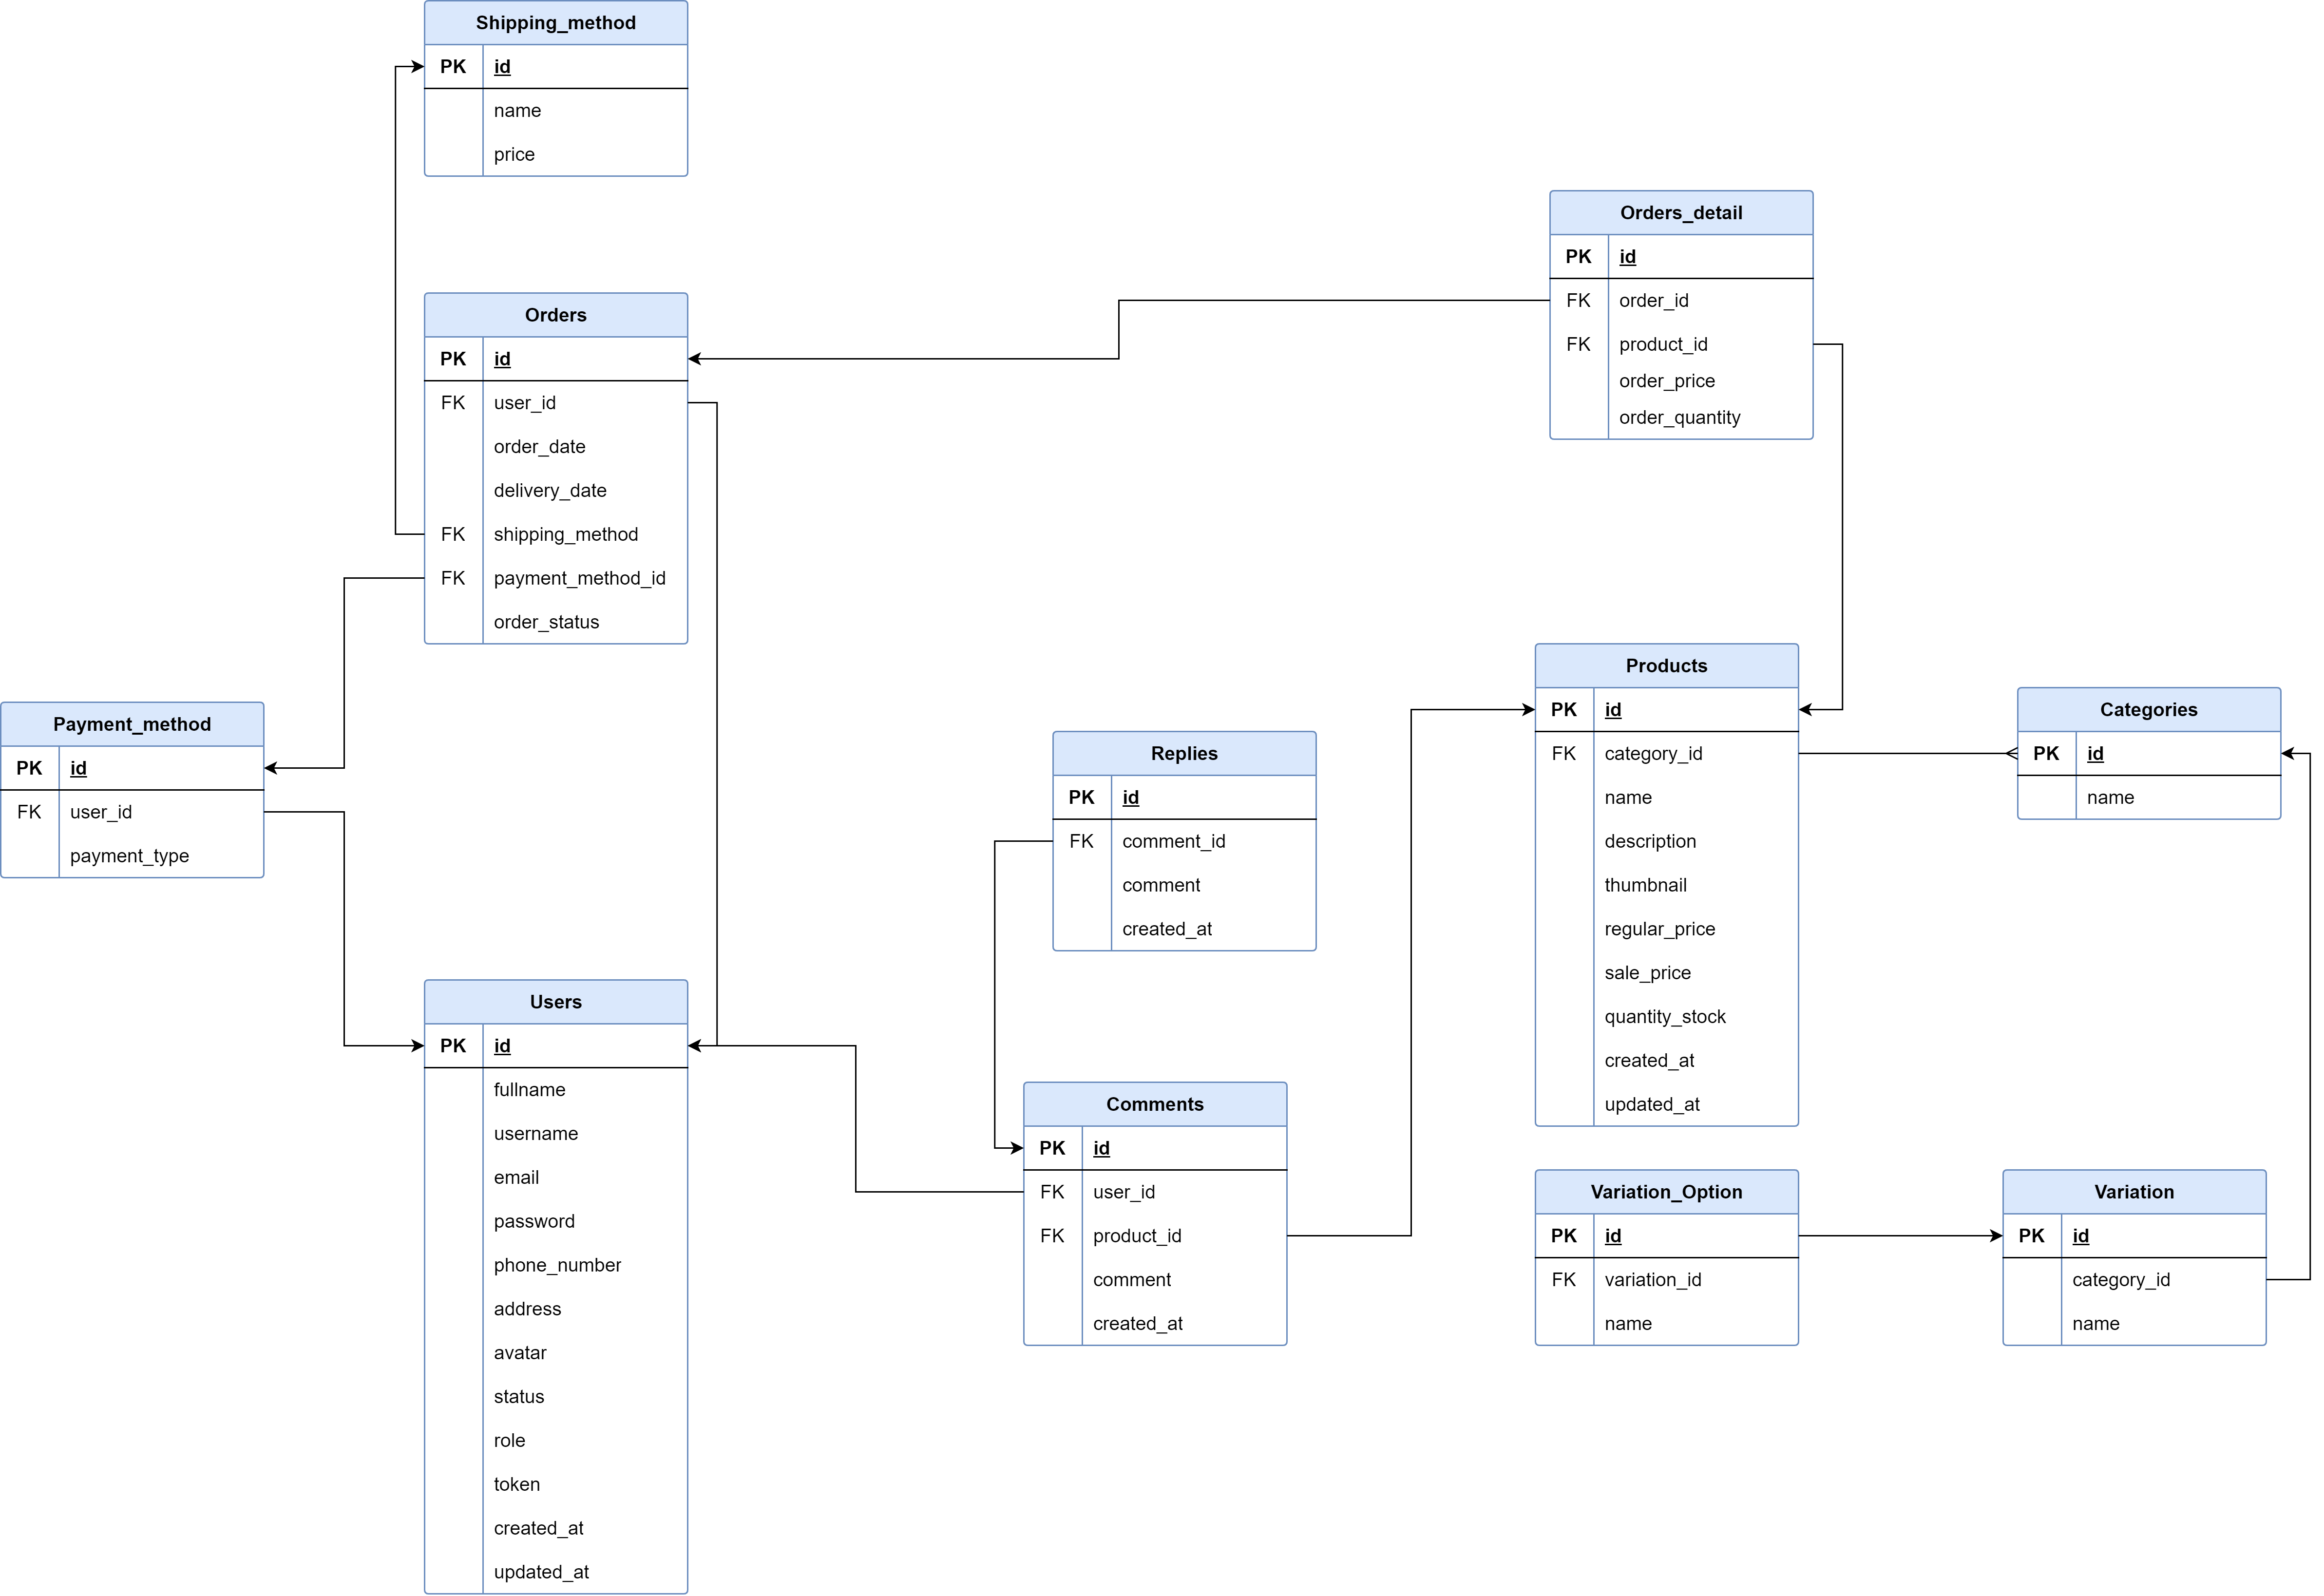 Shipping_method
PK id
name
price
Orders_detail
PK id
FK order_id
FK product_id
order_price
order_quantity
Orders
PK id
FK user_id
order_date
delivery_date
FK shipping_method
FK payment_method_id
order_status
Payment_method
PK id
FK user_id
payment_type
Replies
PK id
FK comment_id
comment
created_at
Products
PK id
FK category_id
name
description
thumbnail
regular_price
sale_price
quantity_stock
created_at
updated_at
Categories
PK id
name
Users
PK id
fullname
username
email
password
phone_number
address
avatar
status
role
token
created_at
updated_at
Comments
PK id
FK user_id
FK product_id
comment
created_at
Variation_Option
PK id
FK variation_id
name
Variation
PK id
category_id
name